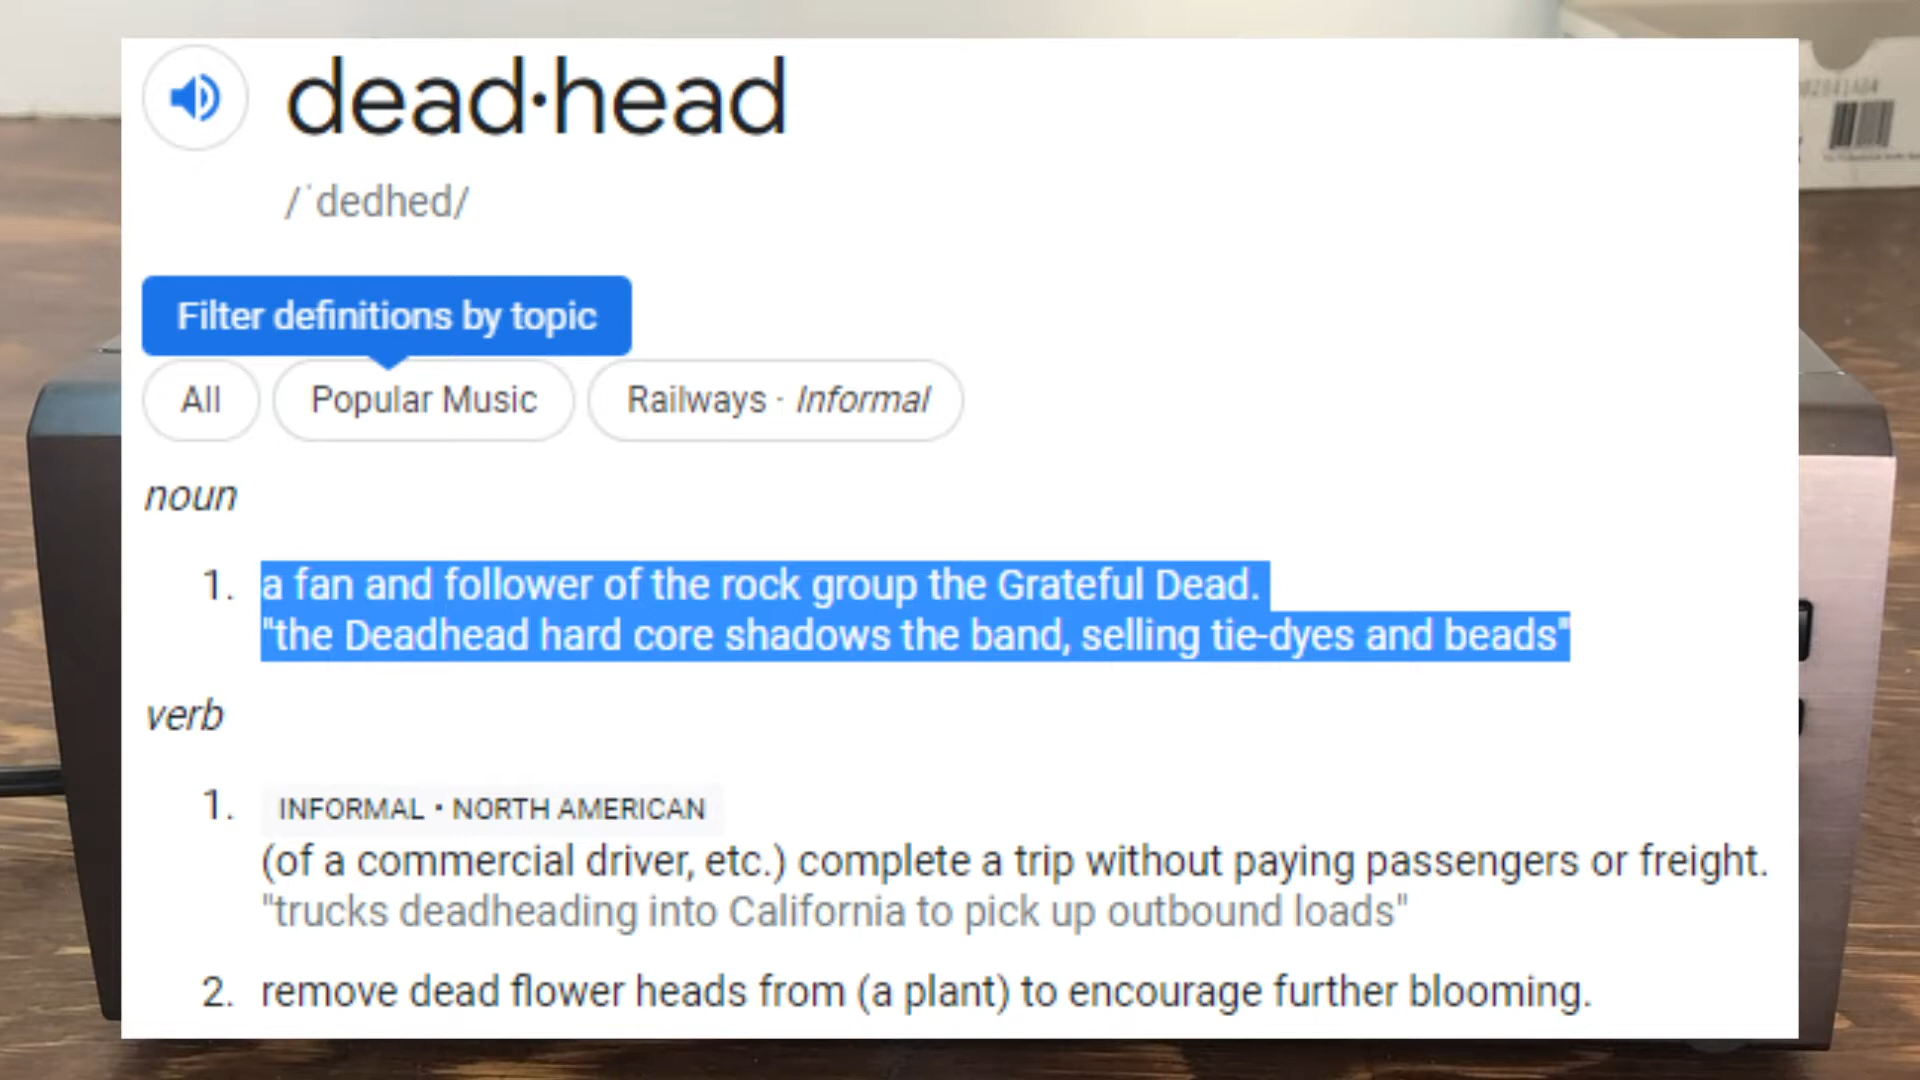 dead·head
/ˈdedhed/
Filter definitions by topic
All
Popular Music
Railways · Informal
noun
1. a fan and follower of the rock group the Grateful Dead.
"the Deadhead hard core shadows the band, selling tie-dyes and beads"
verb
1. INFORMAL • NORTH AMERICAN
(of a commercial driver, etc.) complete a trip without paying passengers or freight.
"trucks deadheading into California to pick up outbound loads"
2. remove dead flower heads from (a plant) to encourage further blooming.